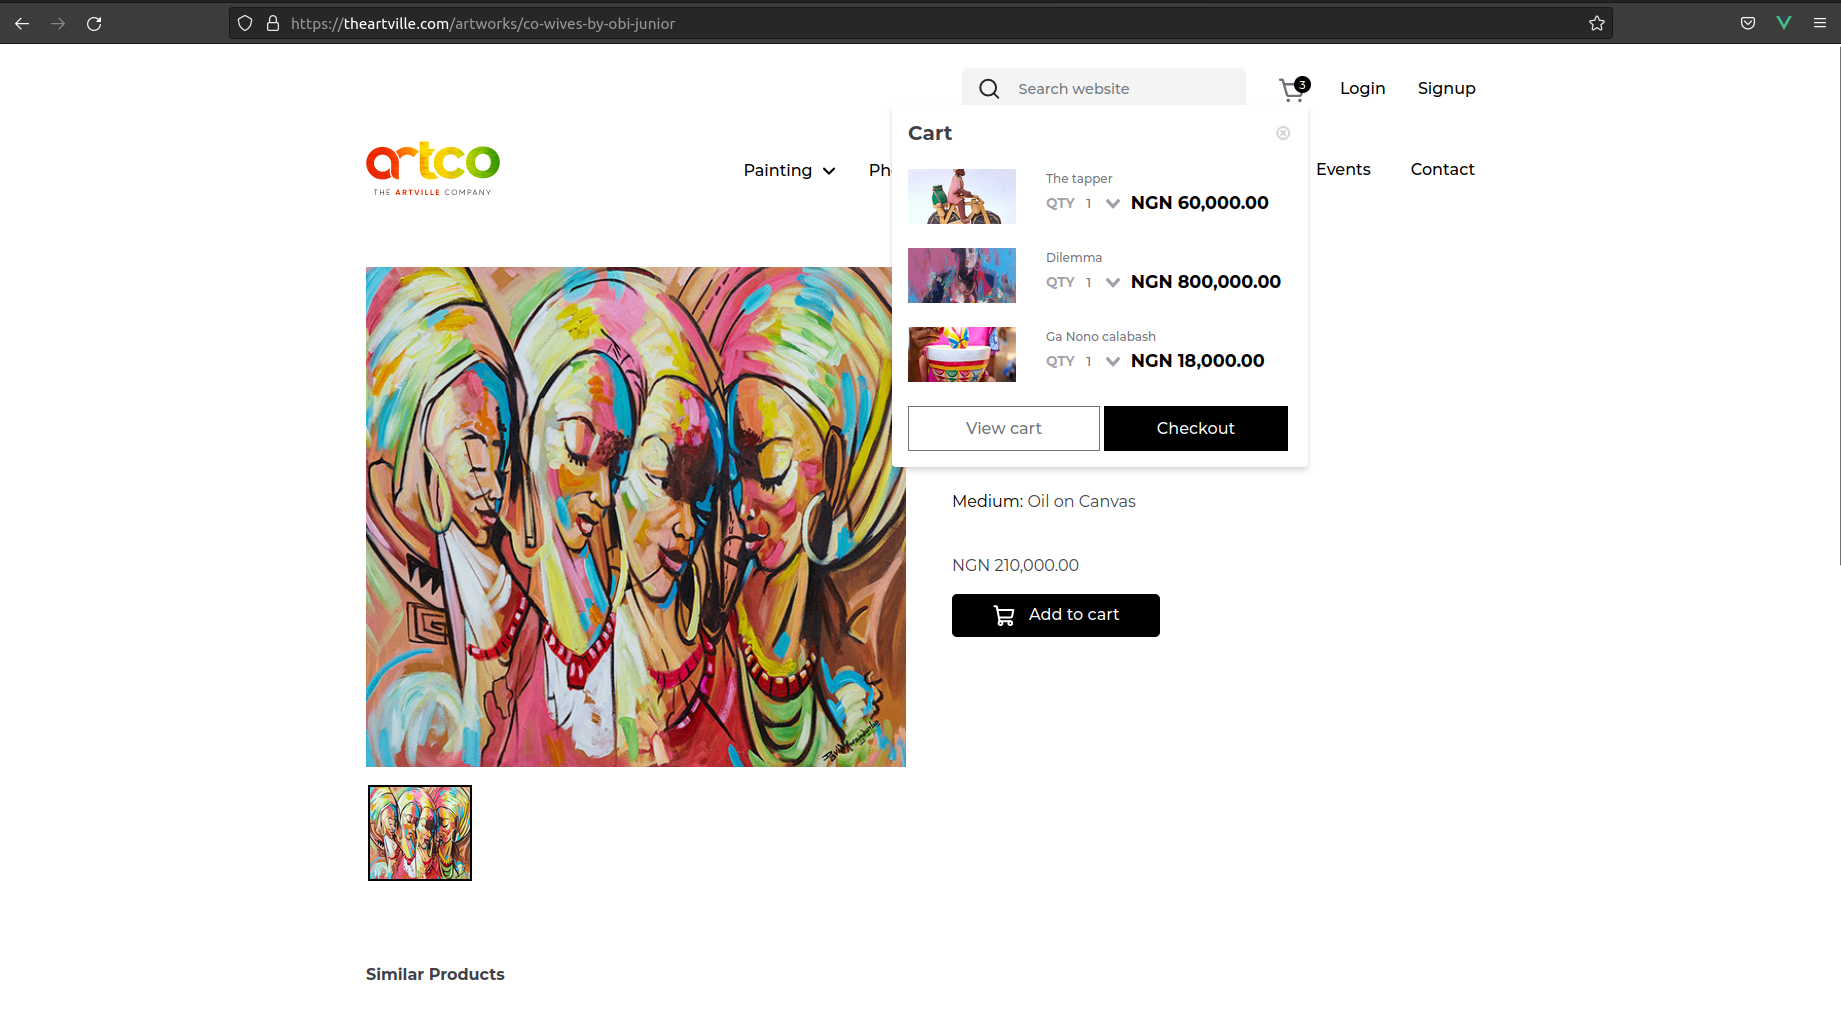 https://theartville.com/artworks/co-wives-by-obi-junior
Search website
3
Login
Signup
artco
THE ARTVILLE COMPANY
Painting
Events
Contact
Cart
The tapper
QTY 1 NGN 60,000.00
Dilemma
QTY 1 NGN 800,000.00
Ga Nono calabash
QTY 1 NGN 18,000.00
View cart
Checkout
Medium: Oil on Canvas
NGN 210,000.00
Add to cart
Similar Products